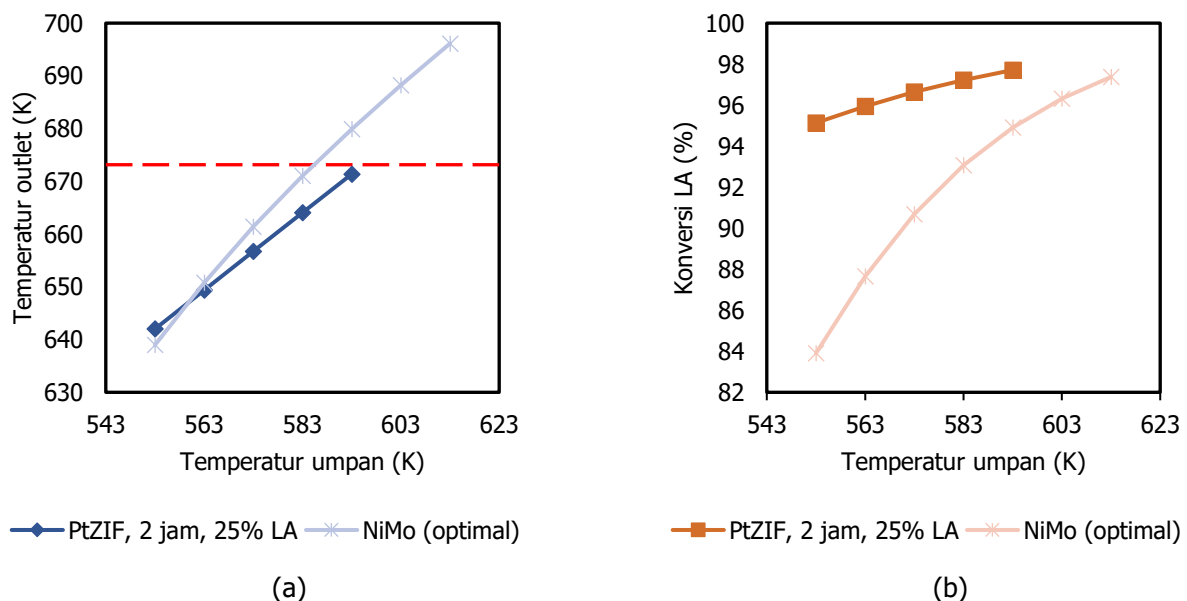 700
690
680
670
660
650
640
630
Temperatur outlet (K)
543 563 583 603 623
Temperatur umpan (K)
PtZIF, 2 jam, 25% LA NiMo (optimal)
(a)
100
98
96
94
92
90
88
86
84
82
Konversi LA (%)
543 563 583 603 623
Temperatur umpan (K)
PtZIF, 2 jam, 25% LA NiMo (optimal)
(b)